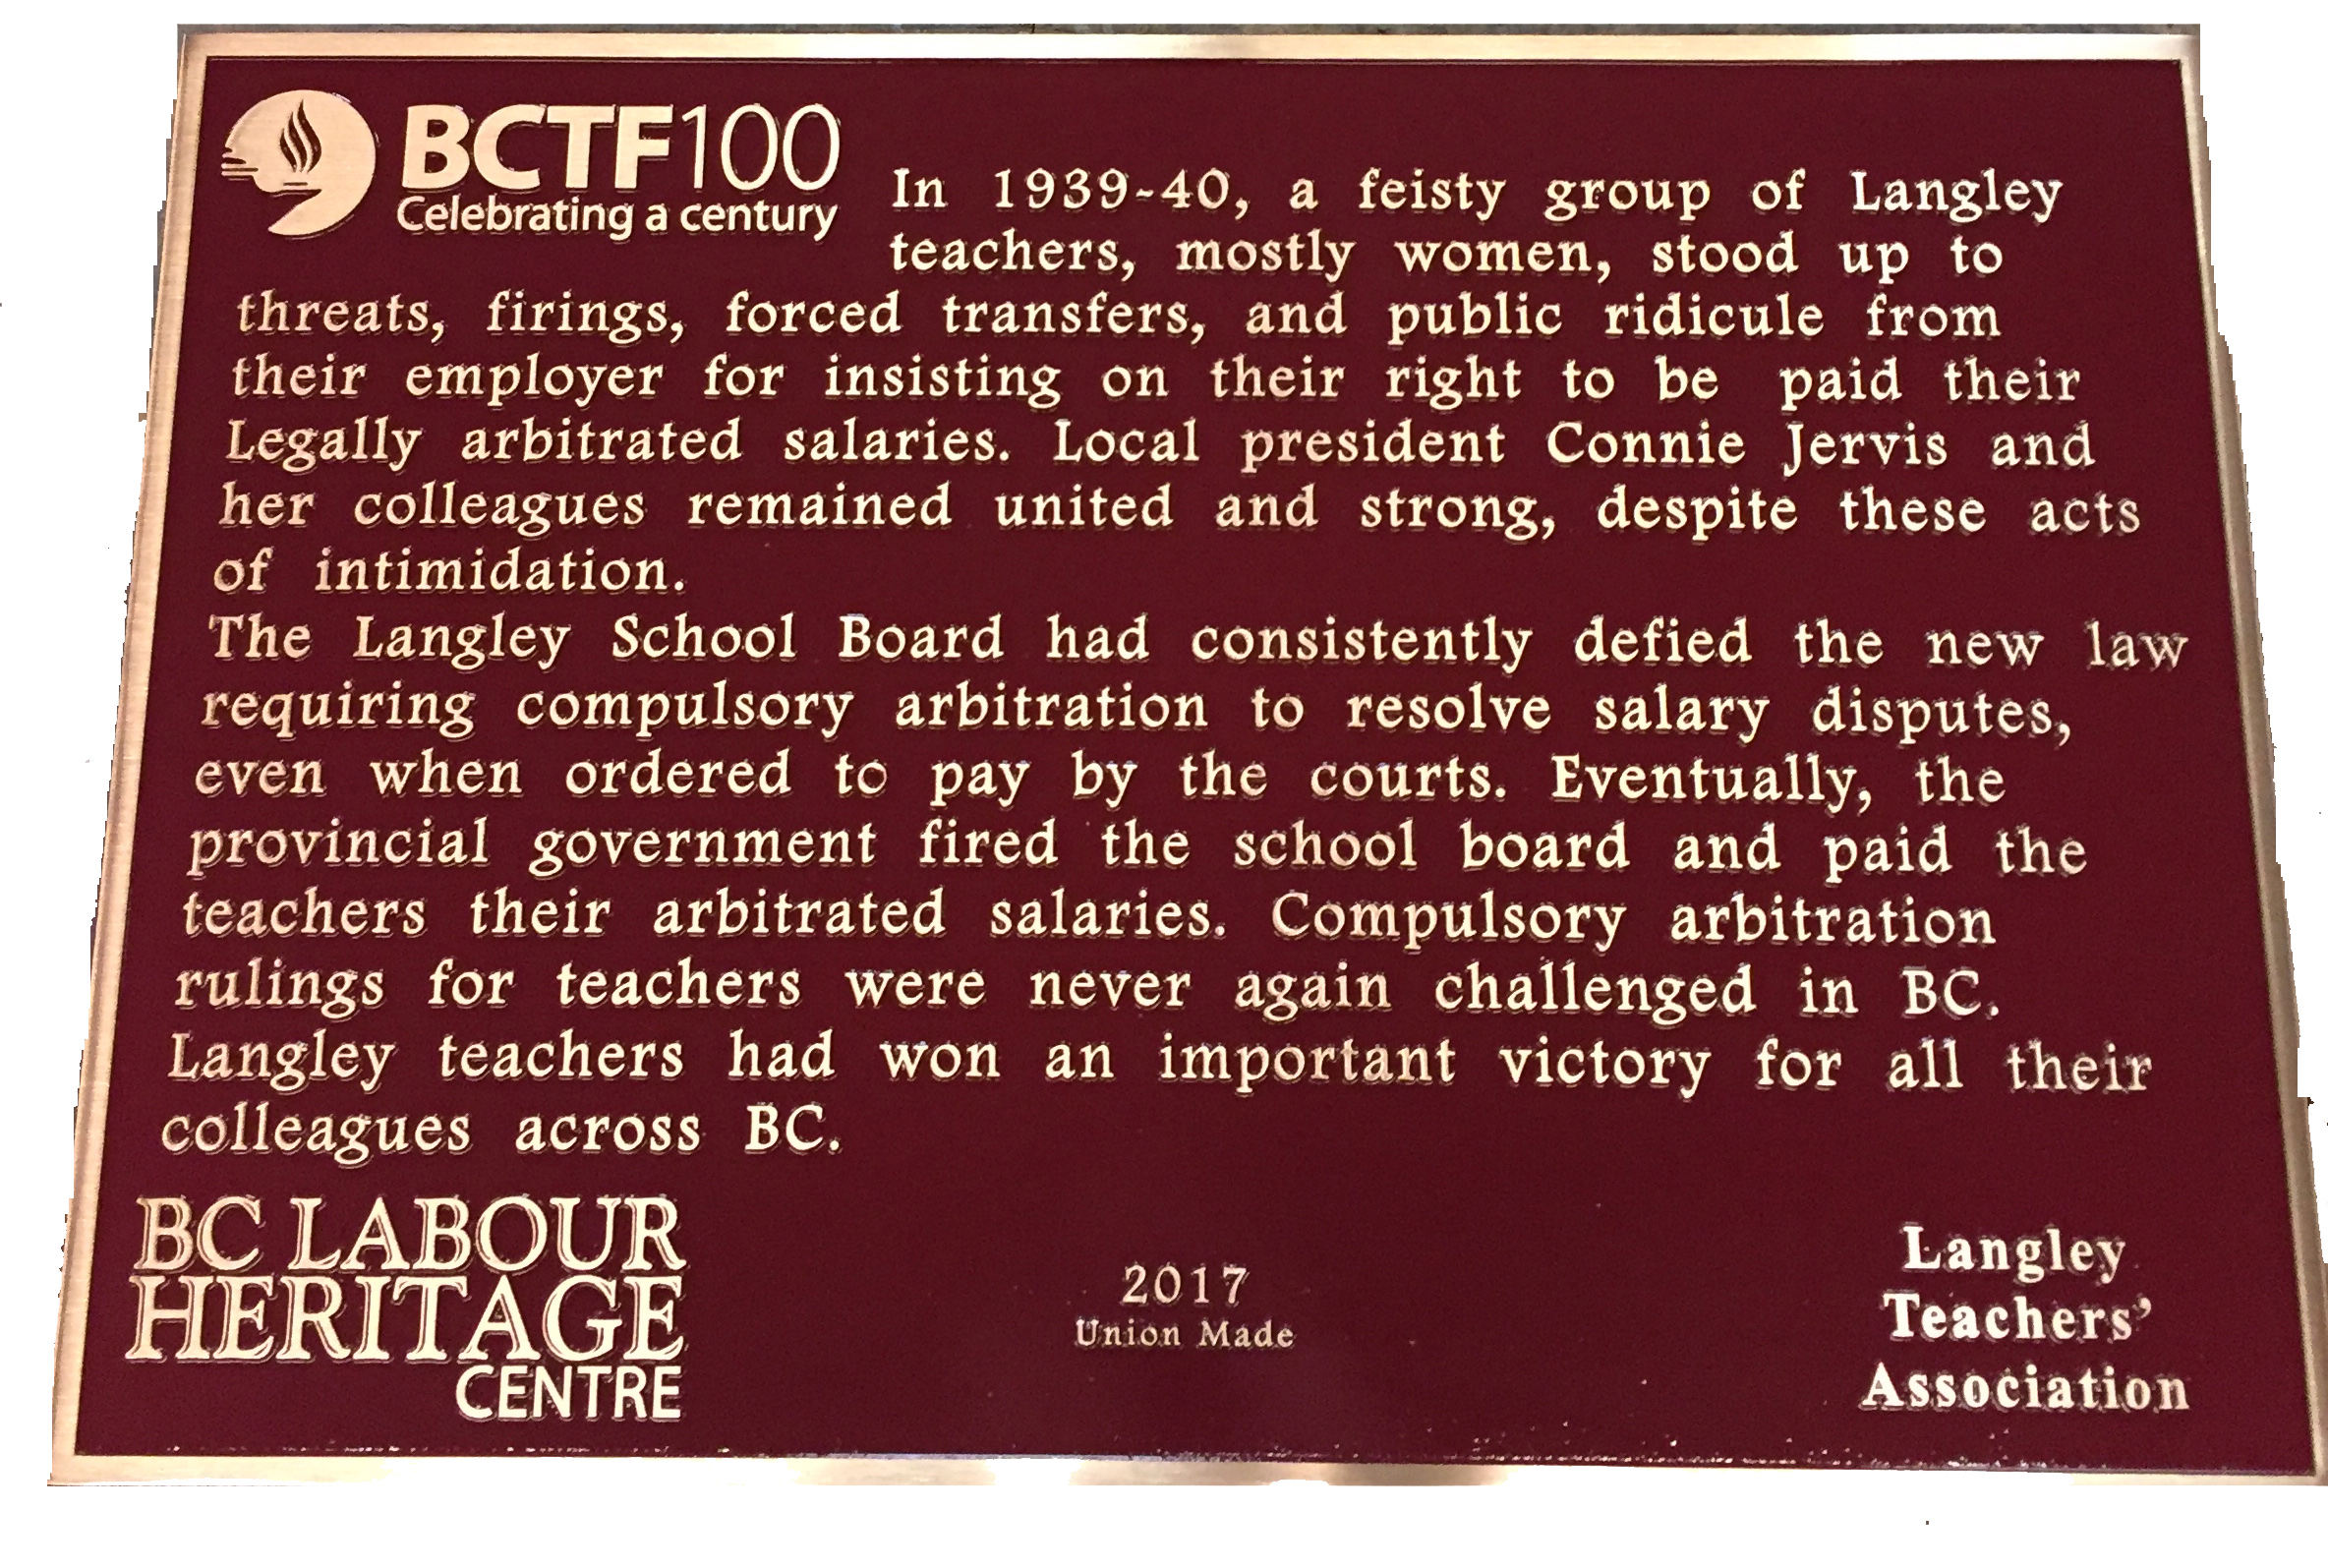 BCTF100
Celebrating a century
In 1939-40, a feisty group of Langley
teachers, mostly women, stood up to
threats, firings, forced transfers, and public ridicule from
their employer for insisting on their right to be paid their
Legally arbitrated salaries. Local president Connie Jervis and
her colleagues remained united and strong, despite these acts
of intimidation.
The Langley School Board had consistently defied the new law
requiring compulsory arbitration to resolve salary disputes,
even when ordered to pay by the courts. Eventually, the
provincial government fired the school board and paid the
teachers their arbitrated salaries. Compulsory arbitration
rulings for teachers were never again challenged in BC.
Langley teachers had won an important victory for all their
colleagues across BC.
BC LABOUR
HERITAGE
CENTRE
2017
Union Made
Langley
Teachers’
Association